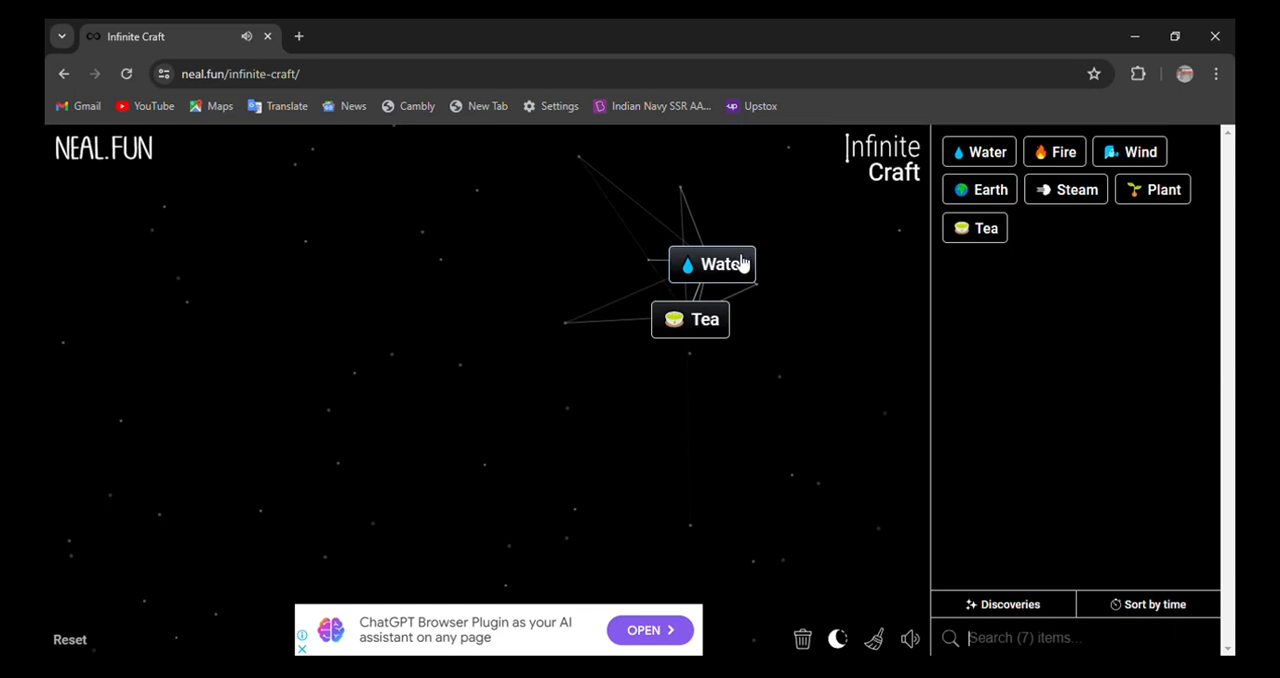 Infinite Craft
neal.fun/infinite-craft/
Gmail YouTube Maps Translate News Cambly New Tab Settings Indian Navy SSR AA... Upstox
NEAL.FUN
Infinite
Craft
Water
Tea
Water Fire Wind
Earth Steam Plant
Tea
Discoveries Sort by time
Search (7) items...
Reset
ChatGPT Browser Plugin as your AI
assistant on any page
OPEN